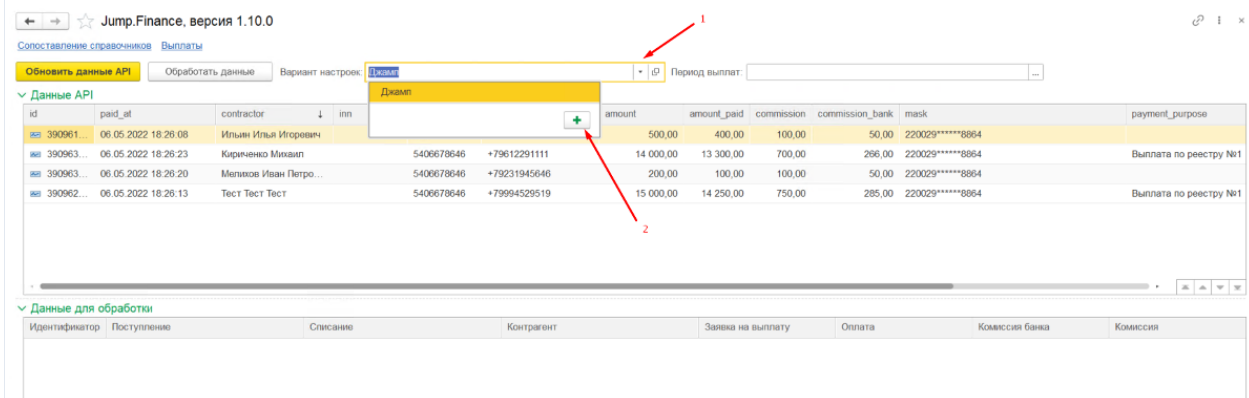 Jump.Finance, версия 1.10.0
1
Сопоставление справочников Выплаты
Обновить данные API Обработать данные Вариант настроек: Джамп Период выплат: ...
Данные API
Джамп
id paid_at contractor ↓ inn amount amount_paid commission commission_bank mask payment_purpose
390961... 06.05.2022 18:26:08 Ильин Илья Игоревич 500,00 400,00 100,00 50,00 220029******8864
390963... 06.05.2022 18:26:23 Кириченко Михаил 5406678646 +79612291111 14 000,00 13 300,00 700,00 266,00 220029******8864 Выплата по реестру №1
390963... 06.05.2022 18:26:20 Мелихов Иван Петро... 5406678646 +79231945646 200,00 100,00 100,00 50,00 220029******8864
390962... 06.05.2022 18:26:13 Тест Тест Тест 5406678646 +79994529519 15 000,00 14 250,00 750,00 285,00 220029******8864 Выплата по реестру №1
2
Данные для обработки
Идентификатор Поступление Списание Контрагент Заявка на выплату Оплата Комиссия банка Комиссия